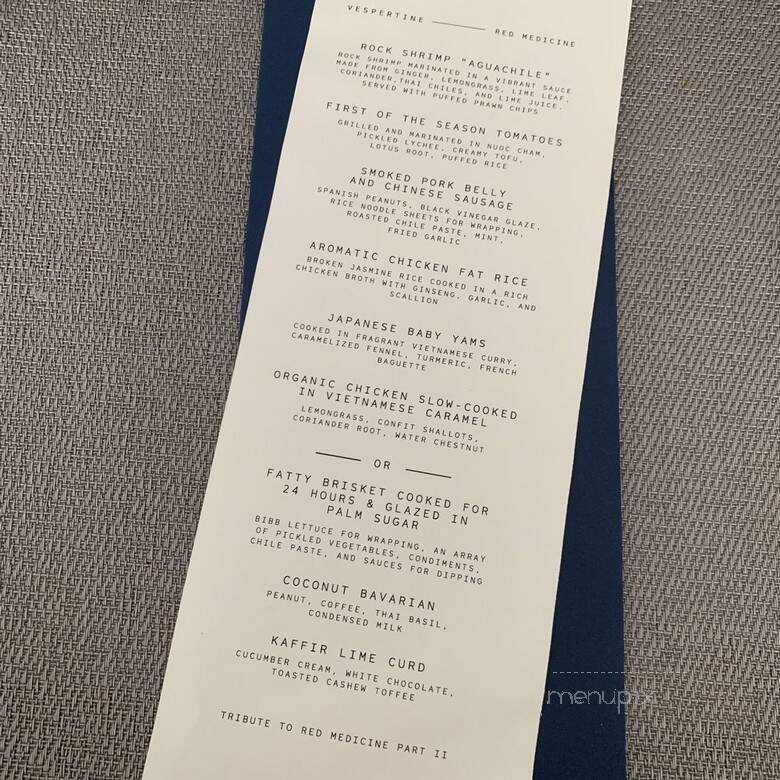 VESPERTINE — RED MEDICINE
ROCK SHRIMP "AGUACHILE"
ROCK SHRIMP MARINATED IN A VIBRANT SAUCE
MADE FROM GINGER, LEMONGRASS, LIME LEAF,
CORIANDER,THAI CHILES, AND LIME JUICE.
SERVED WITH PUFFED PRAWN CHIPS
FIRST OF THE SEASON TOMATOES
GRILLED AND MARINATED IN NUOC CHAM,
PICKLED LYCHEE, CREAMY TOFU,
LOTUS ROOT, PUFFED RICE
SMOKED PORK BELLY
AND CHINESE SAUSAGE
SPANISH PEANUTS, BLACK VINEGAR GLAZE,
RICE NOODLE SHEETS FOR WRAPPING,
ROASTED CHILE PASTE, MINT,
FRIED GARLIC
AROMATIC CHICKEN FAT RICE
BROKEN JASMINE RICE COOKED IN A RICH
CHICKEN BROTH WITH GINSENG, GARLIC, AND
SCALLION
JAPANESE BABY YAMS
COOKED IN FRAGRANT VIETNAMESE CURRY,
CARAMELIZED FENNEL, TURMERIC, FRENCH
BAGUETTE
ORGANIC CHICKEN SLOW-COOKED
IN VIETNAMESE CARAMEL
LEMONGRASS, CONFIT SHALLOTS,
CORIANDER ROOT, WATER CHESTNUT
— OR —
FATTY BRISKET COOKED FOR
24 HOURS & GLAZED IN
PALM SUGAR
BIBB LETTUCE FOR WRAPPING, AN ARRAY
OF PICKLED VEGETABLES, CONDIMENTS,
CHILE PASTE, AND SAUCES FOR DIPPING
COCONUT BAVARIAN
PEANUT, COFFEE, THAI BASIL,
CONDENSED MILK
KAFFIR LIME CURD
CUCUMBER CREAM, WHITE CHOCOLATE,
TOASTED CASHEW TOFFEE
TRIBUTE TO RED MEDICINE PART II
menupix